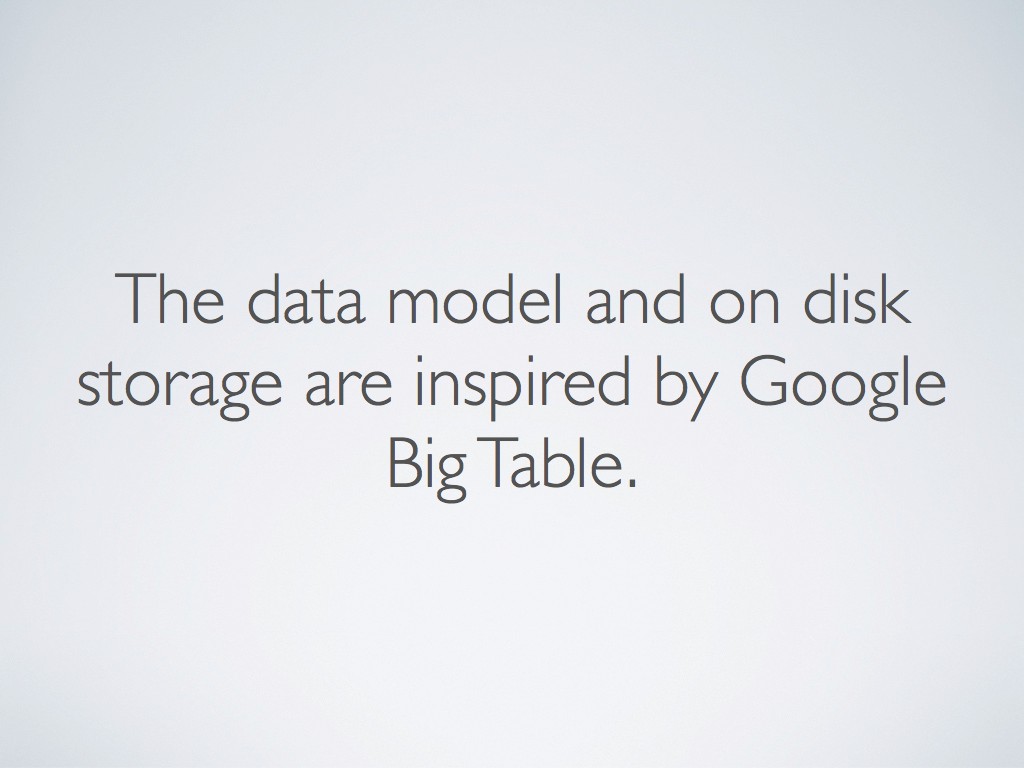 The data model and on disk
storage are inspired by Google
Big Table.